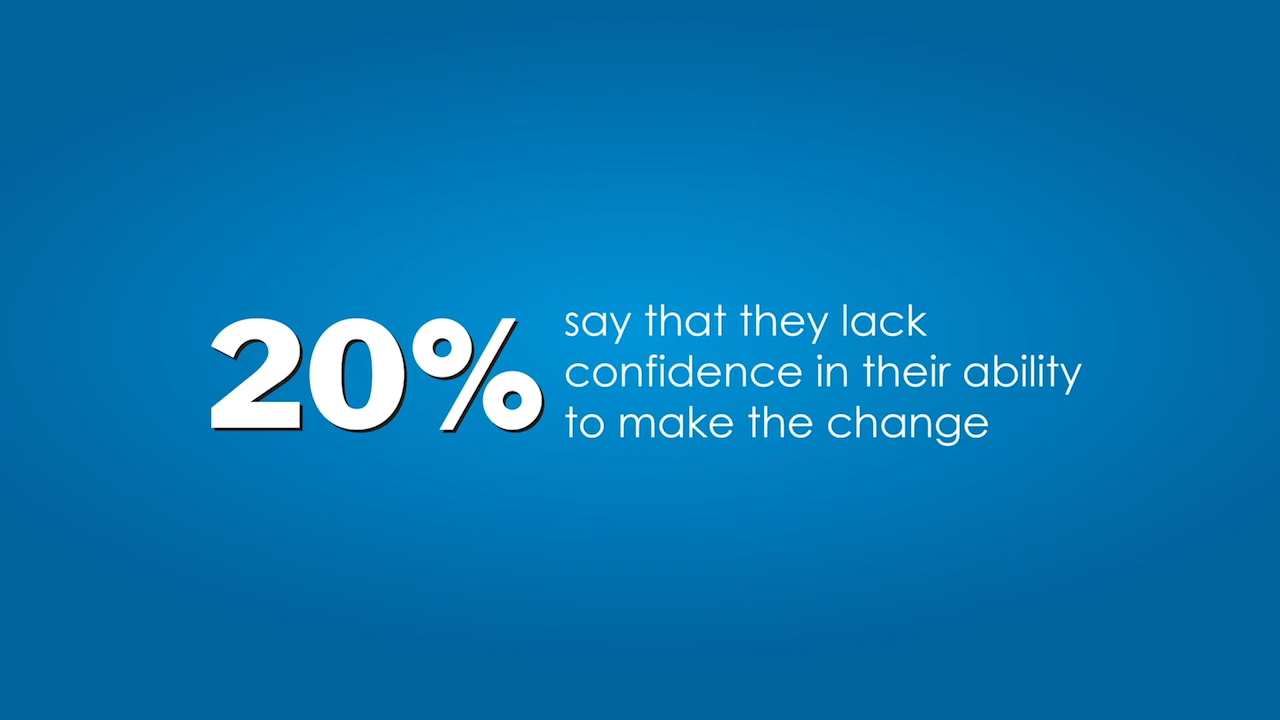 20%
say that they lack
confidence in their ability
to make the change